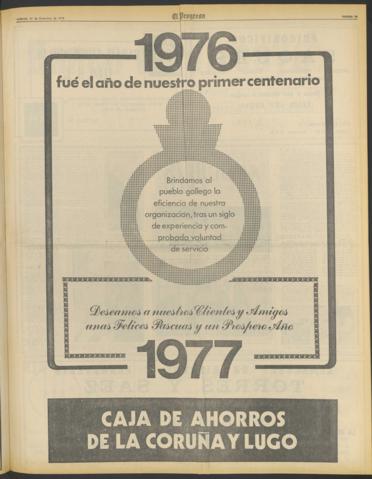 El Progreso
1976
fué el año de nuestro primer centenario
Brindamos al
pueblo gallego la
eficiencia de nuestra
organización, tras un siglo
de experiencia y com-
probada voluntad
de servicio
Deseamos a nuestros Clientes y Amigos
unas Felices Pascuas y un Prospero Año
1977
CAJA DE AHORROS
DE LA CORUÑA Y LUGO